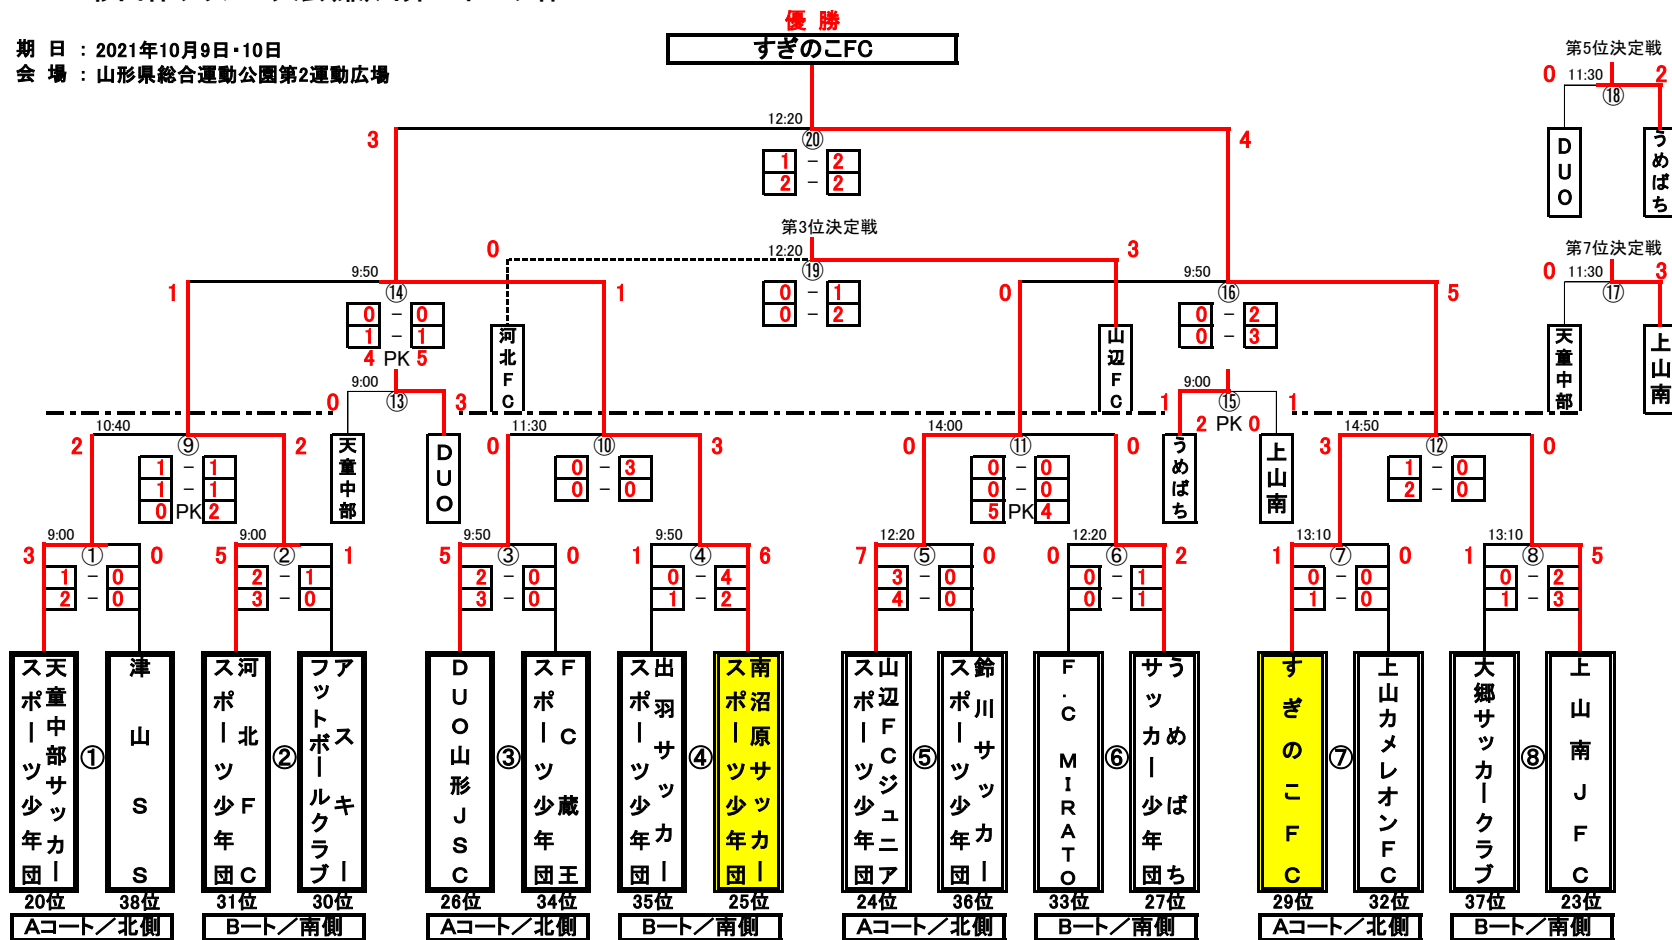 優 勝
すぎのこFC
期 日 : 2021年10月9日・10日
会 場 : 山形県総合運動公園第2運動広場
第5位決定戦
0 11:30 2
⑱
DUO
うめばち
12:20
3 ⑳ 4
1 - 2
2 - 2
第3位決定戦
12:20
0 ⑲ 3
0 - 1
0 - 2
河北FC
山辺FC
第7位決定戦
0 11:30 3
⑰
天童中部
上山南
9:50
1 ⑭ 1
0 - 0
1 - 1
4 PK 5
9:50
0 ⑯ 5
0 - 2
0 - 3
9:00
0 ⑬ 3
天童中部
DUO
9:00
1 ⑮ 1
2 PK 0
うめばち
上山南
10:40
2 ⑨ 2
1 - 1
1 - 1
0 PK 2
11:30
0 ⑩ 3
0 - 3
0 - 0
14:00
0 ⑪ 0
0 - 0
0 - 0
5 PK 4
14:50
3 ⑫ 0
1 - 0
2 - 0
9:00
3 ① 0
1 - 0
2 - 0
9:00
5 ② 1
2 - 1
3 - 0
9:50
5 ③ 0
2 - 0
3 - 0
9:50
1 ④ 6
0 - 4
1 - 2
12:20
7 ⑤ 0
3 - 0
4 - 0
12:20
0 ⑥ 2
0 - 1
0 - 1
13:10
1 ⑦ 0
0 - 0
1 - 0
13:10
1 ⑧ 5
0 - 2
1 - 3
天童中部サッカー
スポーツ少年団
①
津山SS
河北FC
スポーツ少年団
②
アスキー
フットボールクラブ
DUO山形JSC
③
FC蔵王
スポーツ少年団
出羽サッカー
スポーツ少年団
④
南沼原サッカー
スポーツ少年団
山辺FCジュニア
スポーツ少年団
⑤
鈴川サッカー
スポーツ少年団
F.C MIRATO
⑥
うめばち
サッカー少年団
すぎのこFC
⑦
上山カメレオンFC
大郷サッカークラブ
⑧
上山南JFC
20位 38位 31位 30位 26位 34位 35位 25位 24位 36位 33位 27位 29位 32位 37位 23位
Aコート/北側 Bート/南側 Aコート/北側 Bート/南側 Aコート/北側 Bート/南側 Aコート/北側 Bート/南側